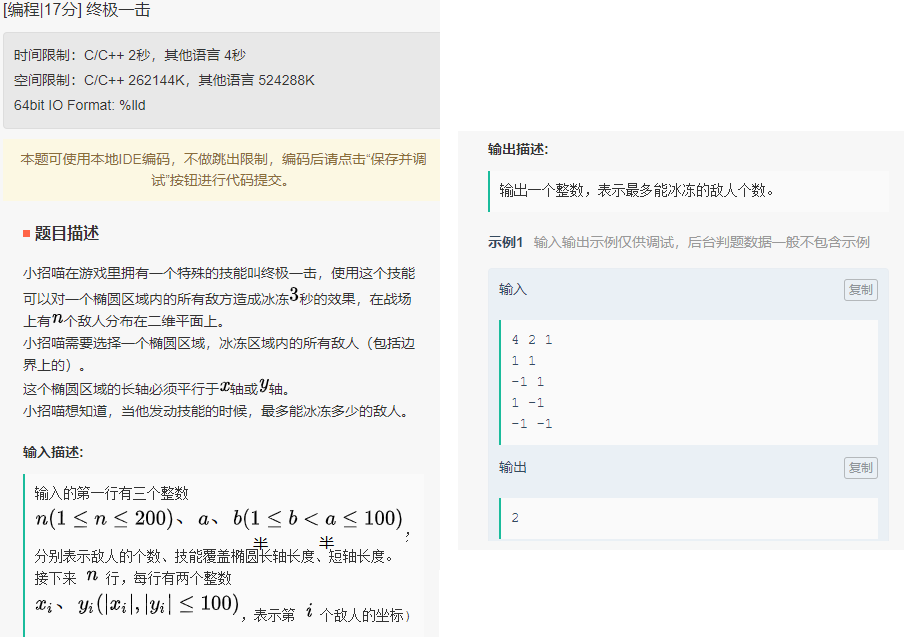 [编程|17分] 终极一击
时间限制：C/C++ 2秒，其他语言 4秒
空间限制：C/C++ 262144K，其他语言 524288K
64bit IO Format: %lld
本题可使用本地IDE编码，不做跳出限制，编码后请点击“保存并调
试”按钮进行代码提交。
题目描述
小招喵在游戏里拥有一个特殊的技能叫终极一击，使用这个技能
可以对一个椭圆区域内的所有敌方造成冰冻3秒的效果，在战场
上有n个敌人分布在二维平面上。
小招喵需要选择一个椭圆区域，冰冻区域内的所有敌人（包括边
界上的）。
这个椭圆区域的长轴必须平行于x轴或y轴。
小招喵想知道，当他发动技能的时候，最多能冰冻多少的敌人。
输入描述:
输入的第一行有三个整数
n(1 ≤ n ≤ 200)、a、b(1 ≤ b < a ≤ 100)，
半 半
分别表示敌人的个数、技能覆盖椭圆长轴长度、短轴长度。
接下来 n 行，每行有两个整数
x_i、y_i(|x_i|, |y_i| ≤ 100)，表示第 i 个敌人的坐标）
输出描述:
输出一个整数，表示最多能冰冻的敌人个数。
示例1 输入输出示例仅供调试，后台判题数据一般不包含示例
输入 复制
4 2 1
1 1
-1 1
1 -1
-1 -1
输出 复制
2